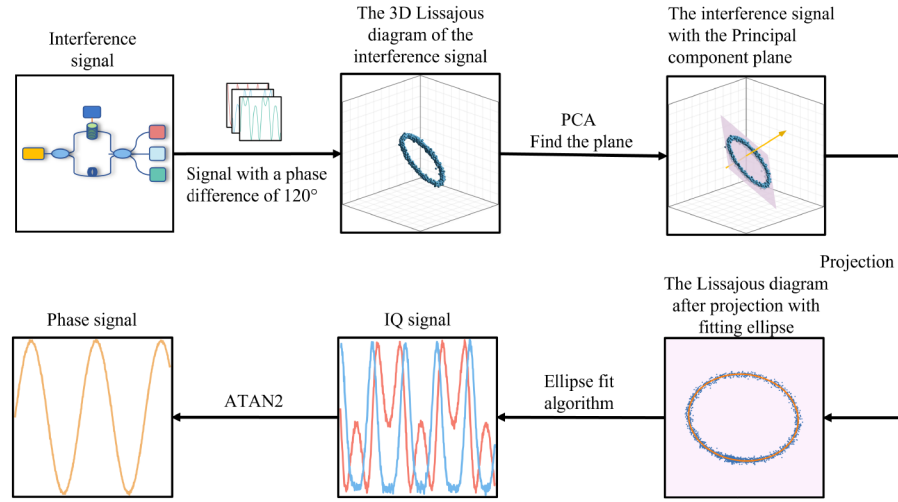 Interference
signal
Signal with a phase
difference of 120°
The 3D Lissajous
diagram of the
interference signal
PCA
Find the plane
The interference signal
with the Principal
component plane
Projection
The Lissajous diagram
after projection with
fitting ellipse
Ellipse fit
algorithm
IQ signal
ATAN2
Phase signal